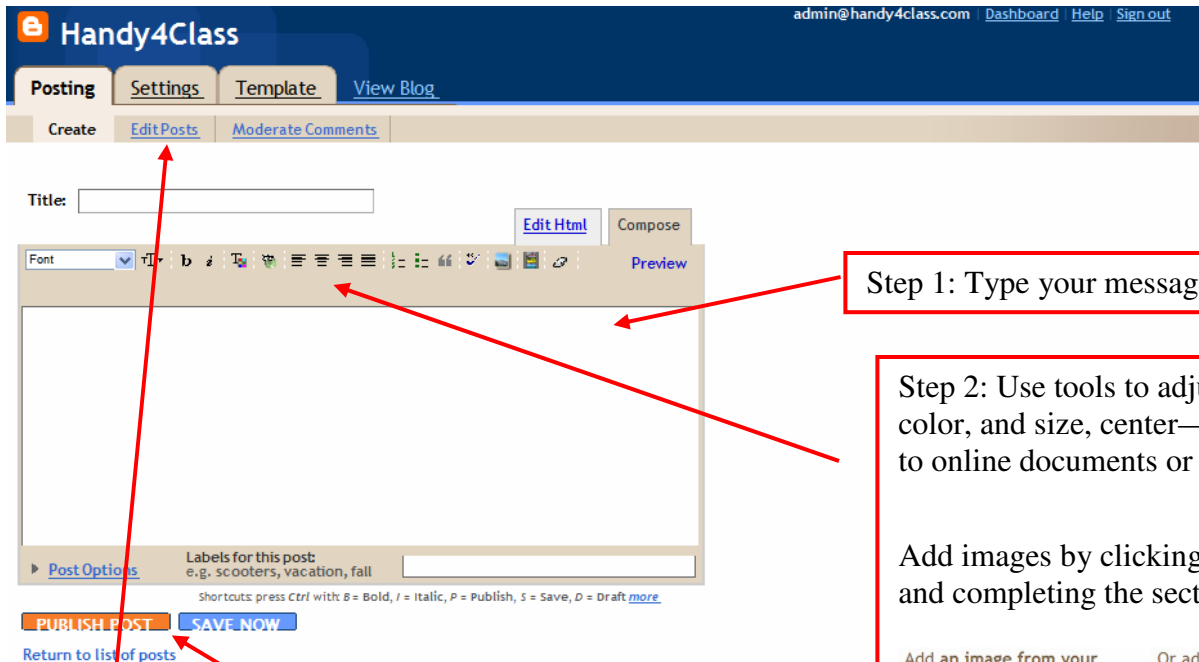 admin@handy4class.com | Dashboard | Help | Sign out
Handy4Class
Posting Settings Template View Blog
Create Edit Posts Moderate Comments
Title:
Edit Html Compose
Font
Preview
Step 1: Type your messag
Step 2: Use tools to adju
color, and size, center—
to online documents or
Add images by clicking
and completing the sect
Post Options
Labels for this post:
e.g. scooters, vacation, fall
Shortcuts: press Ctrl with: B = Bold, I = Italic, P = Publish, S = Save, D = Draft more
PUBLISH POST SAVE NOW
Return to list of posts
Add an image from your Or ad